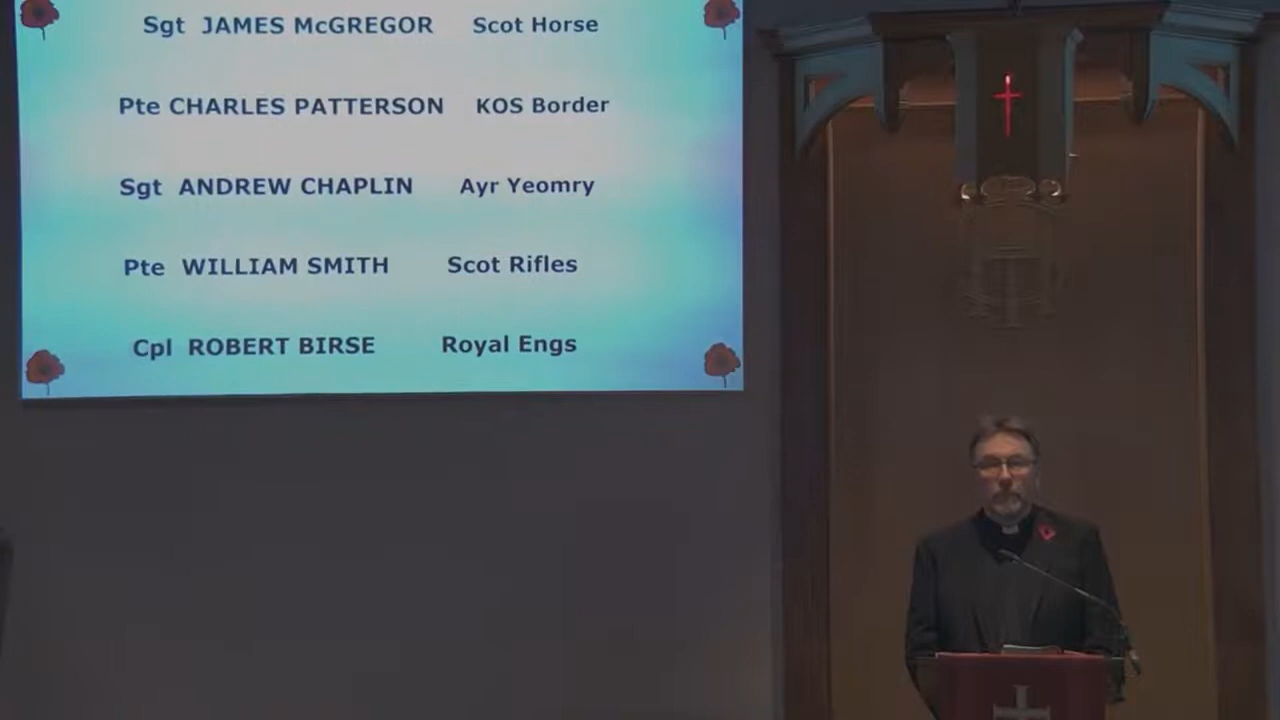 Sgt JAMES McGREGOR Scot Horse
Pte CHARLES PATTERSON KOS Border
Sgt ANDREW CHAPLIN Ayr Yeomry
Pte WILLIAM SMITH Scot Rifles
Cpl ROBERT BIRSE Royal Engs